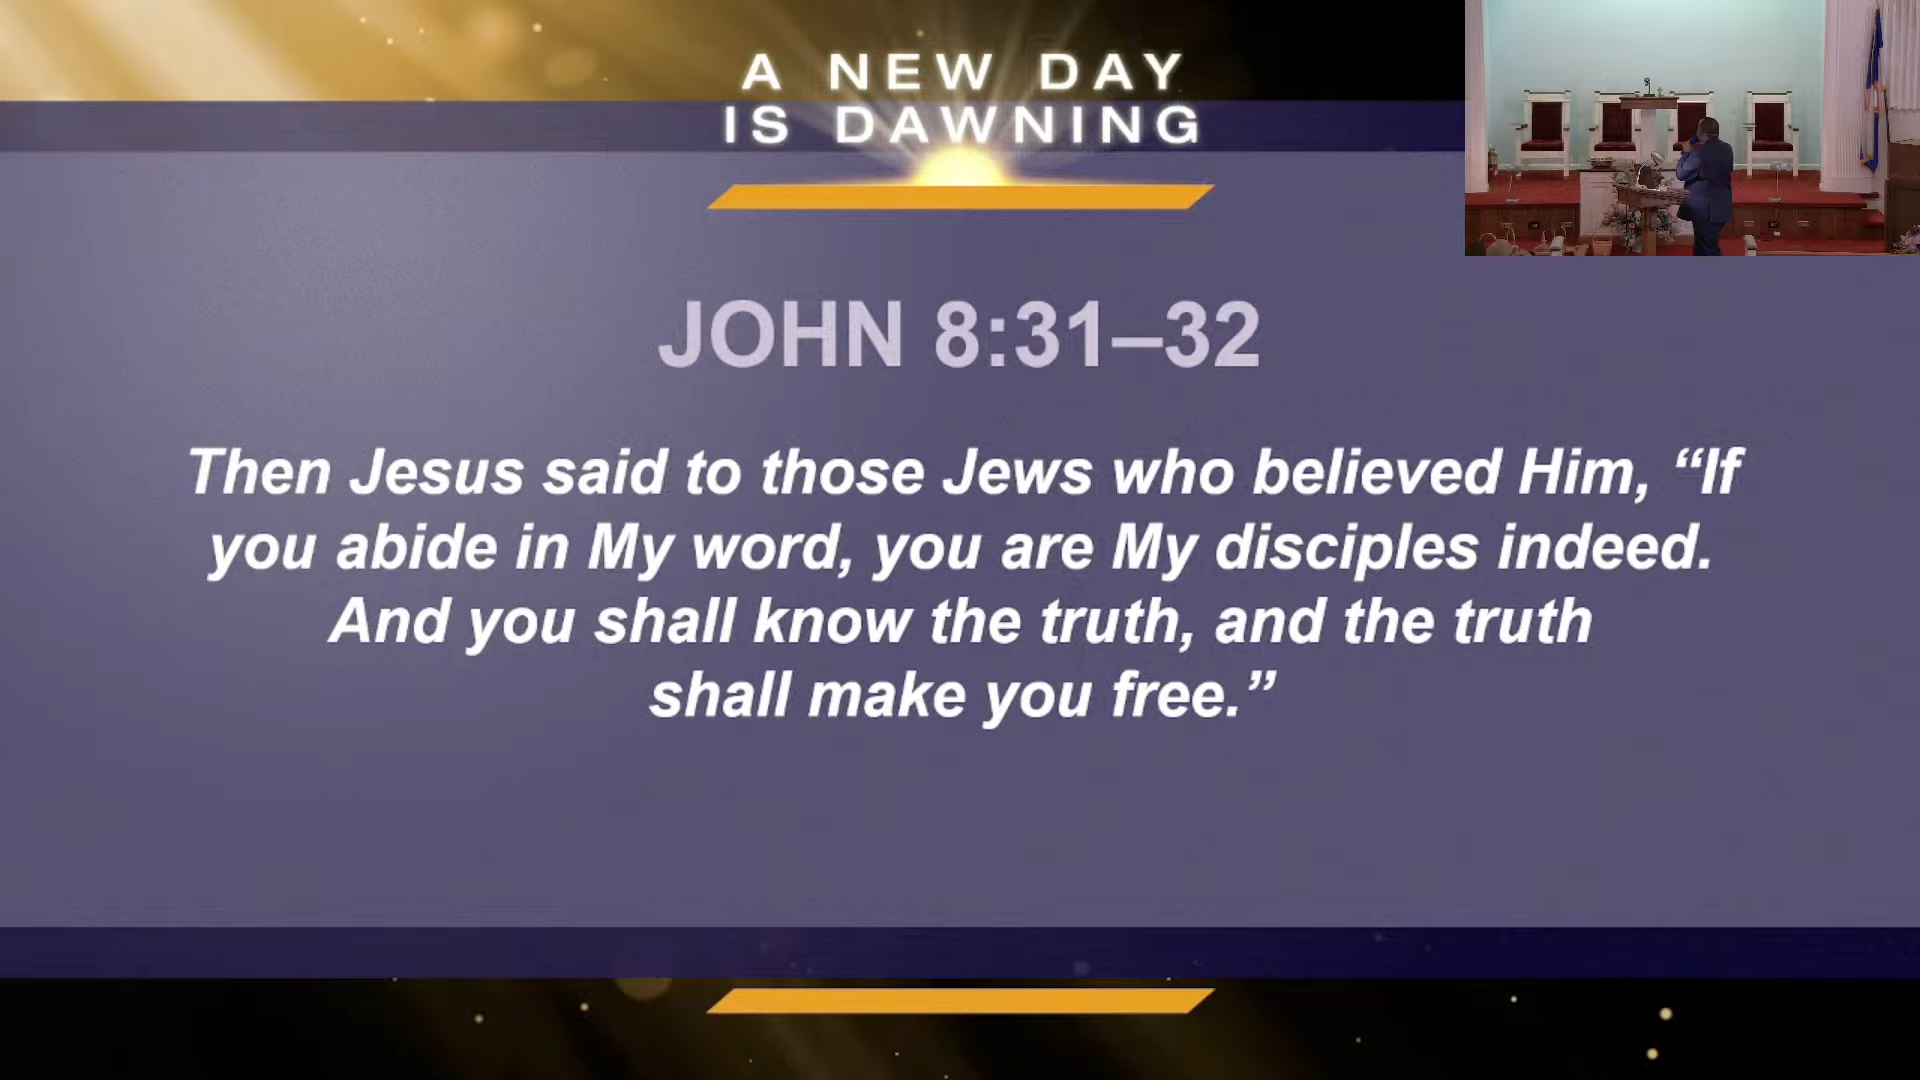 A NEW DAY
IS DAWNING
JOHN 8:31–32
Then Jesus said to those Jews who believed Him, “If
you abide in My word, you are My disciples indeed.
And you shall know the truth, and the truth
shall make you free.”